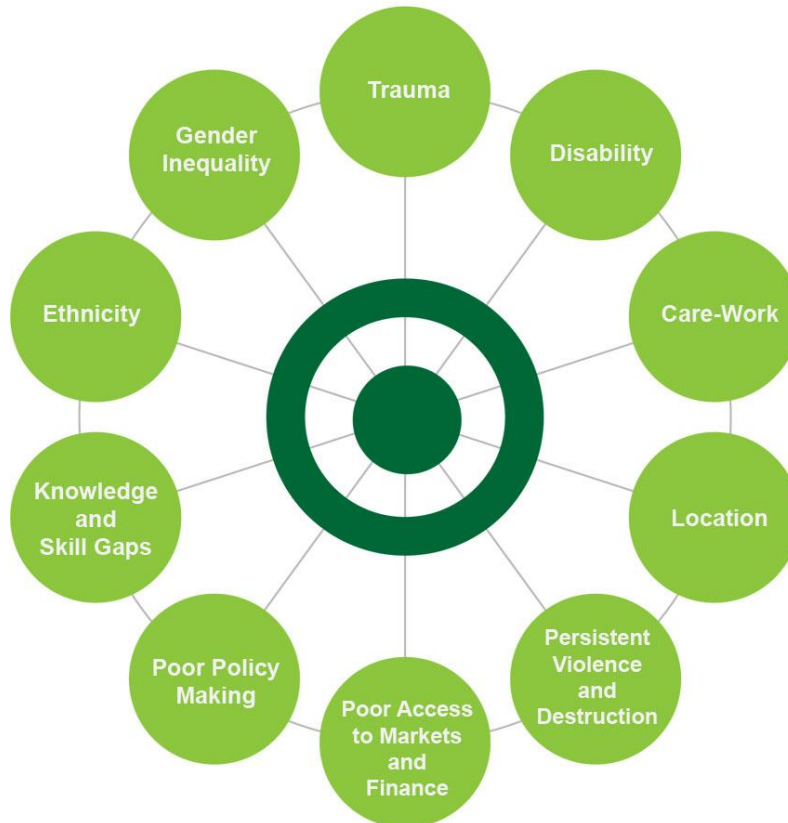 Trauma
Disability
Care-Work
Location
Persistent
Violence
and
Destruction
Poor Access
to Markets
and
Finance
Poor Policy
Making
Knowledge
and
Skill Gaps
Ethnicity
Gender
Inequality